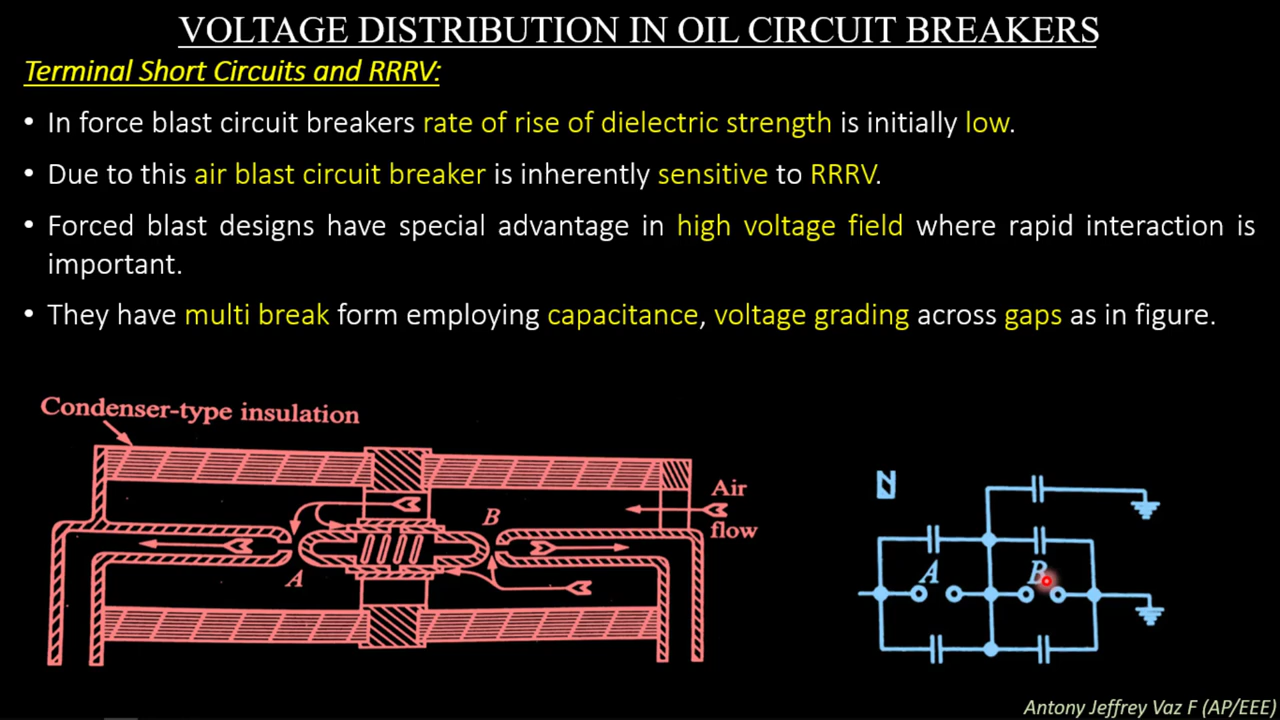 VOLTAGE DISTRIBUTION IN OIL CIRCUIT BREAKERS
Terminal Short Circuits and RRRV:
• In force blast circuit breakers rate of rise of dielectric strength is initially low.
• Due to this air blast circuit breaker is inherently sensitive to RRRV.
• Forced blast designs have special advantage in high voltage field where rapid interaction is
important.
• They have multi break form employing capacitance, voltage grading across gaps as in figure.
Condenser-type insulation
Air
flow
B
A
A
B
Antony Jeffrey Vaz F (AP/EEE)